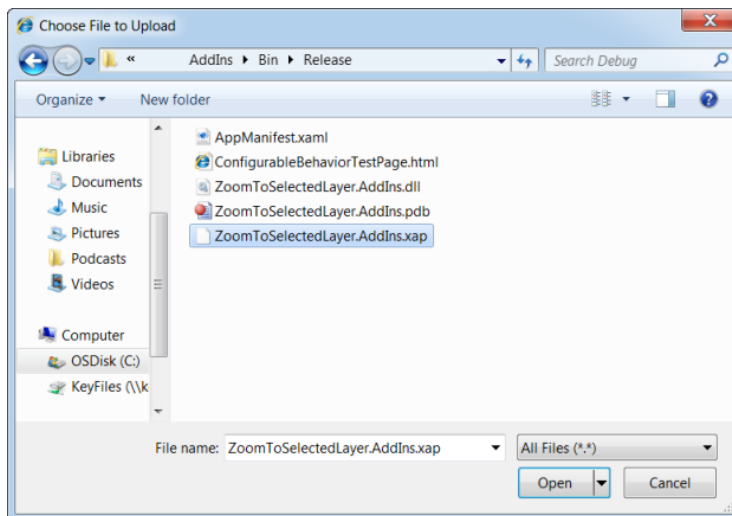 Choose File to Upload
« AddIns Bin Release
Search Debug
Organize New folder
Libraries
Documents
Music
Pictures
Podcasts
Videos
Computer
OSDisk (C:)
KeyFiles (\\k
AppManifest.xaml
ConfigurableBehaviorTestPage.html
ZoomToSelectedLayer.AddIns.dll
ZoomToSelectedLayer.AddIns.pdb
ZoomToSelectedLayer.AddIns.xap
File name: ZoomToSelectedLayer.AddIns.xap All Files (*.*)
Open Cancel